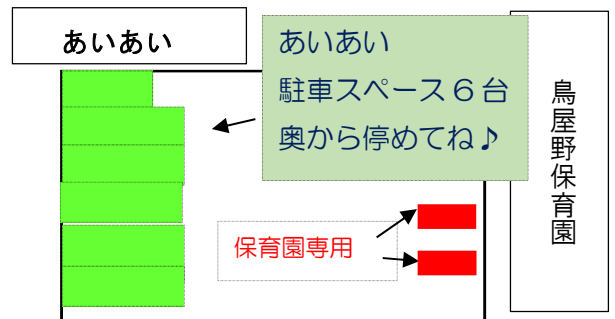 あいあい
あいあい
駐車スペース６台
奥から停めてね♪
鳥屋野保育園
保育園専用